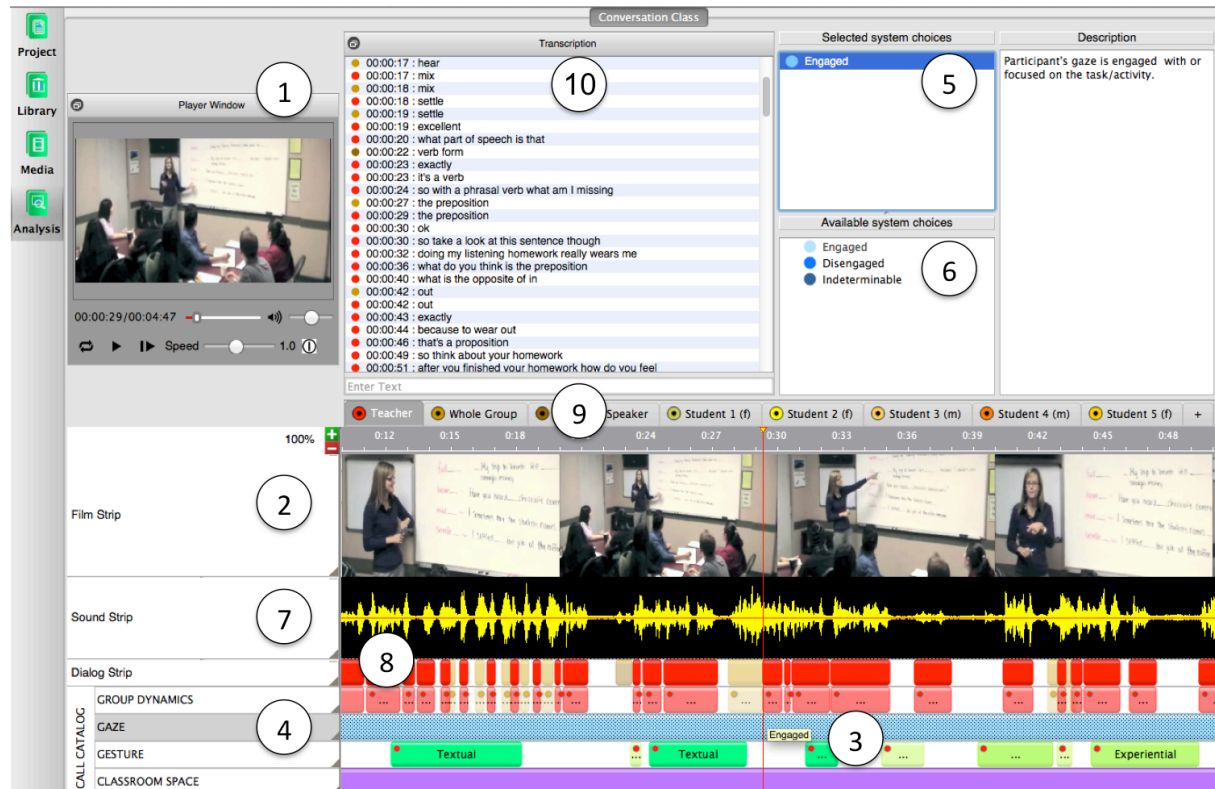 Conversation Class
Project
Library
Media
Analysis
1
Player Window
00:00:29/00:04:47
Speed
1.0
Transcription
10
00:00:17 : hear
00:00:17 : mix
00:00:18 : mix
00:00:18 : settle
00:00:19 : settle
00:00:19 : excellent
00:00:20 : what part of speech is that
00:00:22 : verb form
00:00:23 : exactly
00:00:23 : it's a verb
00:00:24 : so with a phrasal verb what am I missing
00:00:27 : the preposition
00:00:29 : the preposition
00:00:30 : ok
00:00:30 : so take a look at this sentence though
00:00:32 : doing my listening homework really wears me
00:00:36 : what do you think is the preposition
00:00:40 : what is the opposite of in
00:00:42 : out
00:00:42 : out
00:00:43 : exactly
00:00:44 : because to wear out
00:00:46 : that's a proposition
00:00:49 : so think about your homework
00:00:51 : after you finished your homework how do you feel
Enter Text
Selected system choices
Engaged
5
Available system choices
Engaged
Disengaged
Indeterminable
6
Description
Participant's gaze is engaged with or
focused on the task/activity.
Teacher
Whole Group
9
Speaker
Student 1 (f)
Student 2 (f)
Student 3 (m)
Student 4 (m)
Student 5 (f)
+
100%
0:12 0:15 0:18 0:24 0:27 0:30 0:33 0:36 0:39 0:42 0:45 0:48
Film Strip
2
Sound Strip
7
Dialog Strip
8
CALL CATALOG
GROUP DYNAMICS
... ... ... ... ... ... ... ... ... ... ... ... ...
GAZE
4
Engaged
3
GESTURE
Textual
...
Textual
...
...
...
...
Experiential
CLASSROOM SPACE